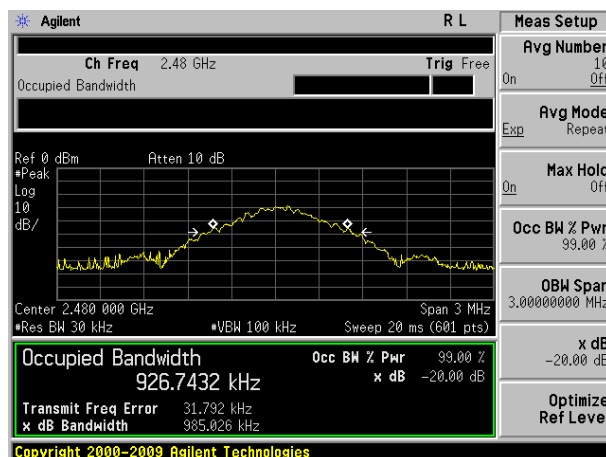 Agilent R L Meas Setup
Ch Freq 2.48 GHz Trig Free
Occupied Bandwidth
Ref 0 dBm Atten 10 dB
#Peak
Log
10
dB/
Center 2.480 000 GHz Span 3 MHz
#Res BW 30 kHz #VBW 100 kHz Sweep 20 ms (601 pts)
Occupied Bandwidth Occ BW % Pwr 99.00 %
926.7432 kHz x dB -20.00 dB
Transmit Freq Error 31.792 kHz
x dB Bandwidth 985.026 kHz
Copyright 2000-2009 Agilent Technologies
Avg Number
10
On Off
Avg Mode
Exp Repeat
Max Hold
On Off
Occ BW % Pwr
99.00 %
OBW Span
3.00000000 MHz
x dB
-20.00 dB
Optimize
Ref Level